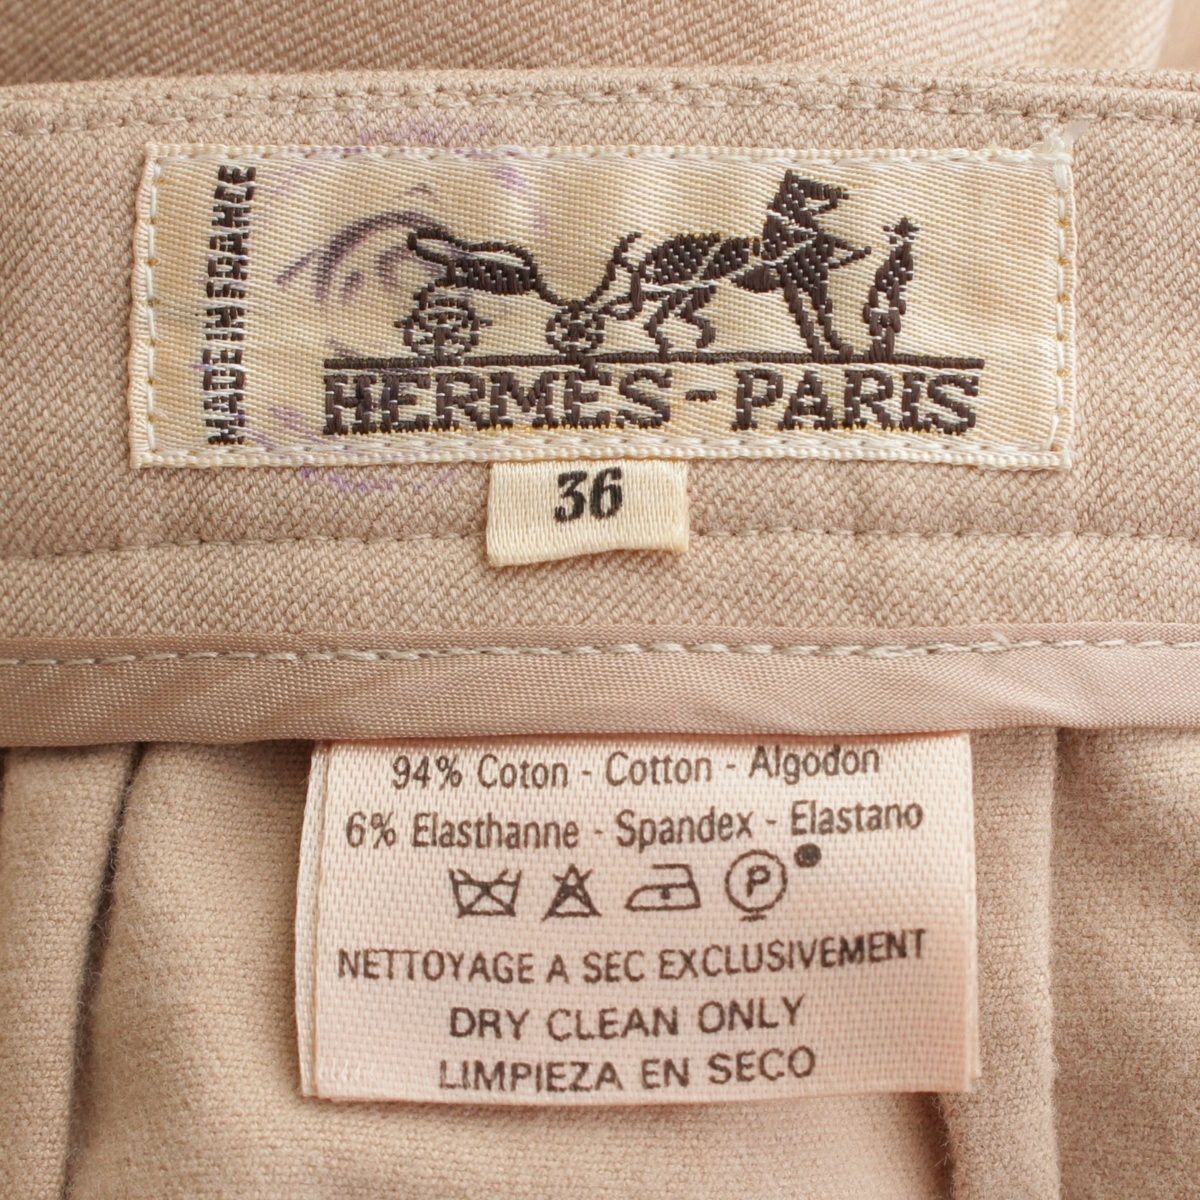 MADE IN FRANCE
HERMES-PARIS
36
94% Coton - Cotton - Algodon
6% Elasthanne - Spandex - Elastano
P
NETTOYAGE A SEC EXCLUSIVEMENT
DRY CLEAN ONLY
LIMPIEZA EN SECO